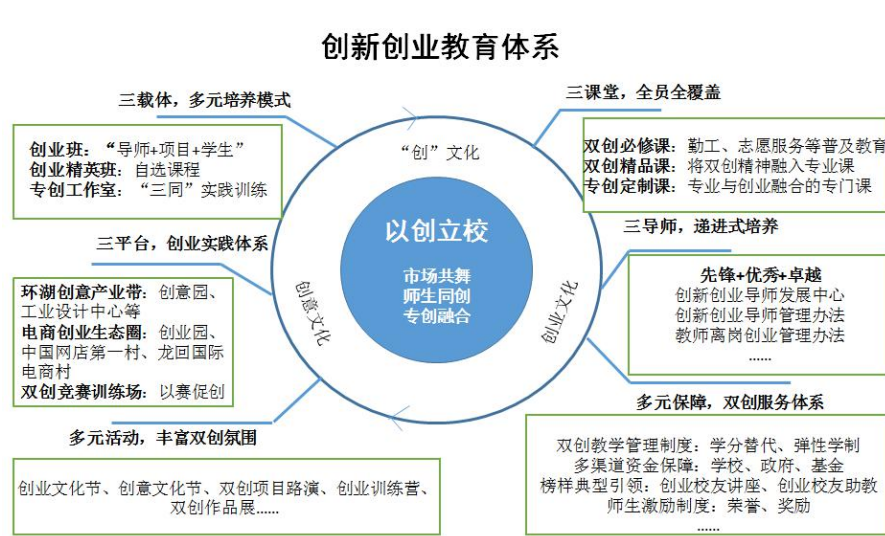 创新创业教育体系
三载体，多元培养模式
创业班：“导师+项目+学生”
创业精英班：自选课程
专创工作室：“三同”实践训练
三课堂，全员全覆盖
双创必修课：勤工、志愿服务等普及教育
双创精品课：将双创精神融入专业课
专创定制课：专业与创业融合的专门课
“创”文化
以创立校
市场共舞
师生同创
专创融合
创意文化
创业文化
三平台，创业实践体系
环湖创意产业带：创意园、
工业设计中心等
电商创业生态圈：创业园、
中国网店第一村、龙回国际
电商村
双创竞赛训练场：以赛促创
三导师，递进式培养
先锋+优秀+卓越
创新创业导师发展中心
创新创业导师管理办法
教师离岗创业管理办法
......
多元活动，丰富双创氛围
创业文化节、创意文化节、双创项目路演、创业训练营、
双创作品展......
多元保障，双创服务体系
双创教学管理制度：学分替代、弹性学制
多渠道资金保障：学校、政府、基金
榜样典型引领：创业校友讲座、创业校友助教
师生激励制度：荣誉、奖励
......